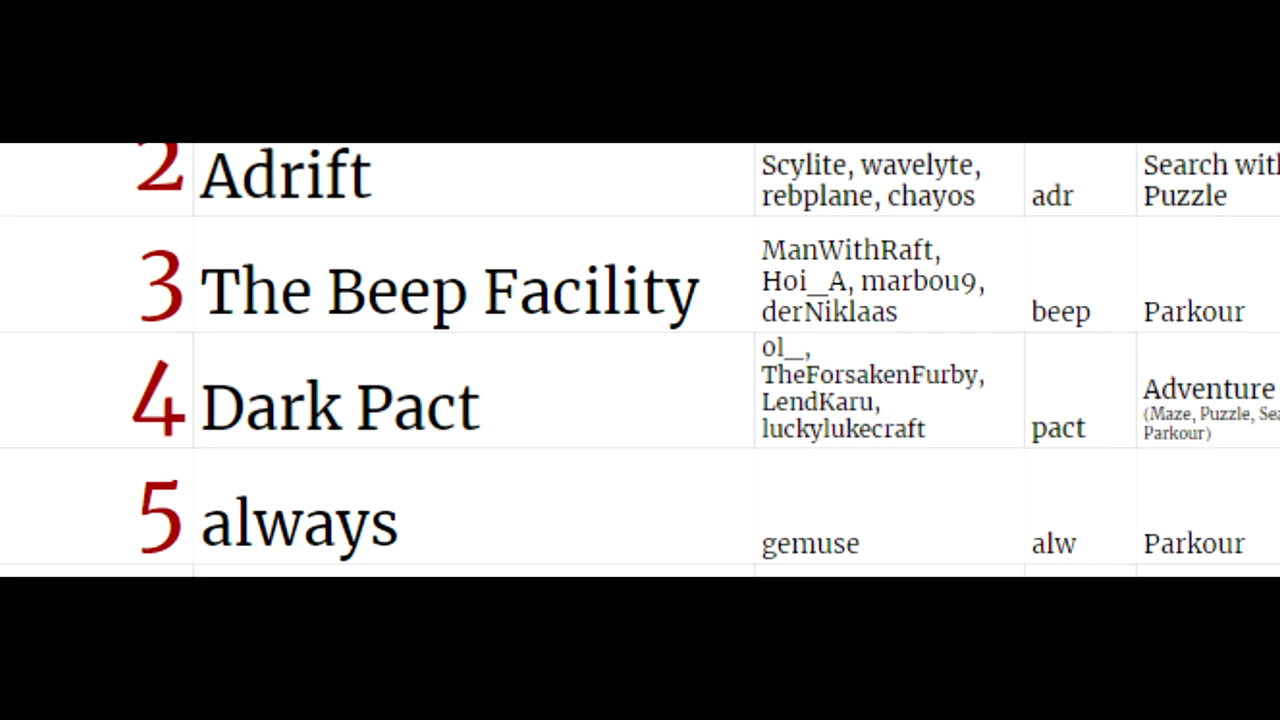 2 Adrift
Scylite, wavelyte,
rebplane, chayos
adr
Search with
Puzzle
3 The Beep Facility
ManWithRaft,
Hoi_A, marbou9,
derNiklaas
beep
Parkour
4 Dark Pact
ol_,
TheForsakenFurby,
LendKaru,
luckylukecraft
pact
Adventure
(Maze, Puzzle,
Parkour)
5 always
gemuse
alw
Parkour